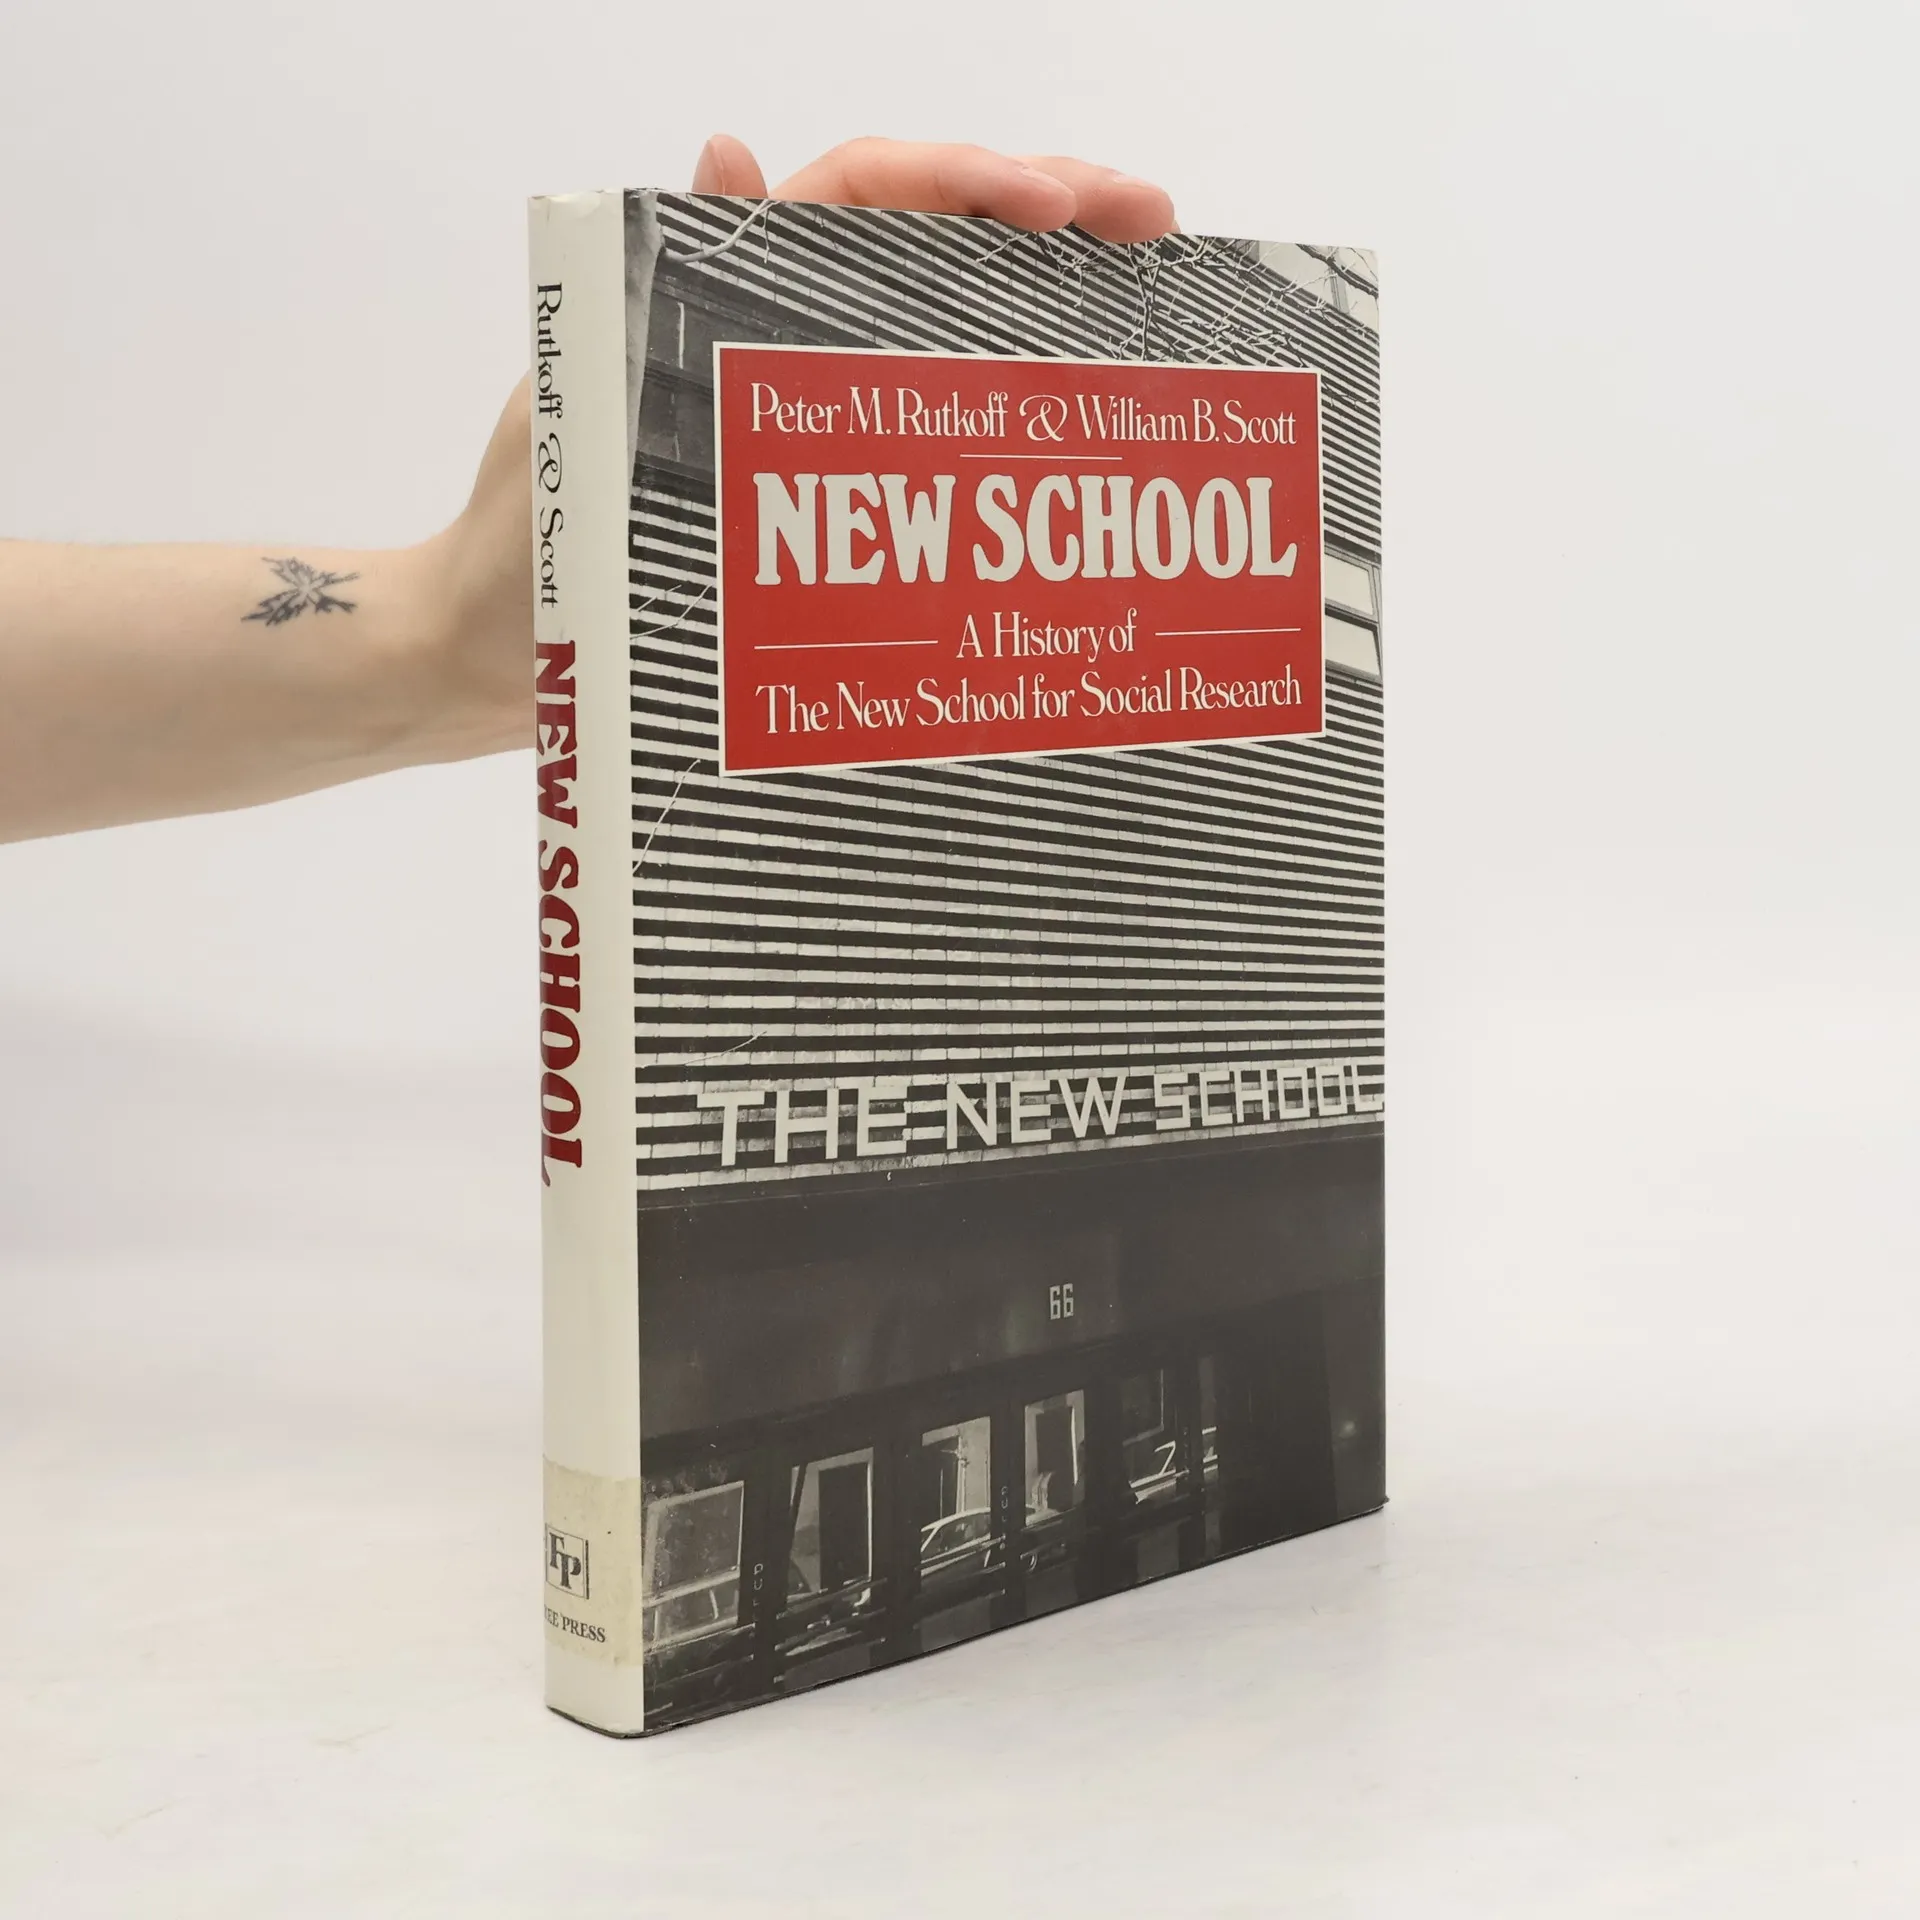 Rutkoff & Scott NEW SCHOOL
FP
PRESS
Peter M. Rutkoff & William B. Scott
NEW SCHOOL
A History of
The New School for Social Research
THE NEW SCHOOL
66